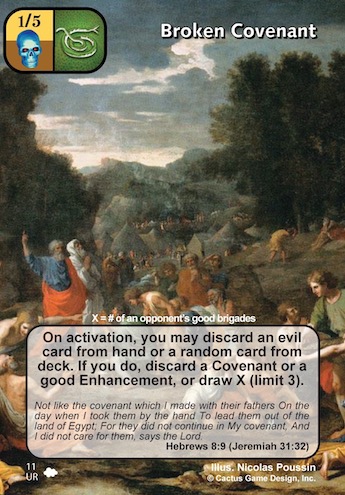 1/5
Broken Covenant
X = # of an opponent's good brigades
On activation, you may discard an evil
card from hand or a random card from
deck. If you do, discard a Covenant or a
good Enhancement, or draw X (limit 3).
Not like the covenant which I made with their fathers On the
day when I took them by the hand To lead them out of the
land of Egypt; For they did not continue in My covenant, And
I did not care for them, says the Lord.
Hebrews 8:9 (Jeremiah 31:32)
11
UR
Illus. Nicolas Poussin
© Cactus Game Design, Inc.